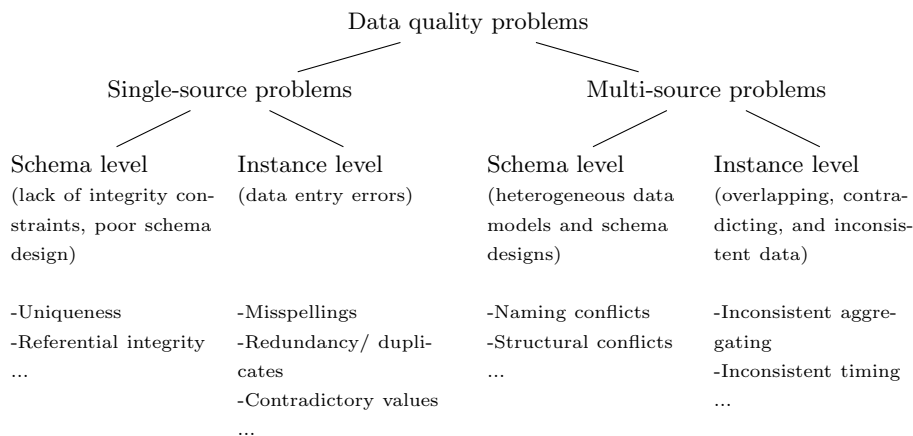 Data quality problems
Single-source problems
Multi-source problems
Schema level
(lack of integrity con-
straints, poor schema
design)
-Uniqueness
-Referential integrity
...
Instance level
(data entry errors)
-Misspellings
-Redundancy/ dupli-
cates
-Contradictory values
...
Schema level
(heterogeneous data
models and schema
designs)
-Naming conflicts
-Structural conflicts
...
Instance level
(overlapping, contra-
dicting, and inconsis-
tent data)
-Inconsistent aggre-
gating
-Inconsistent timing
...